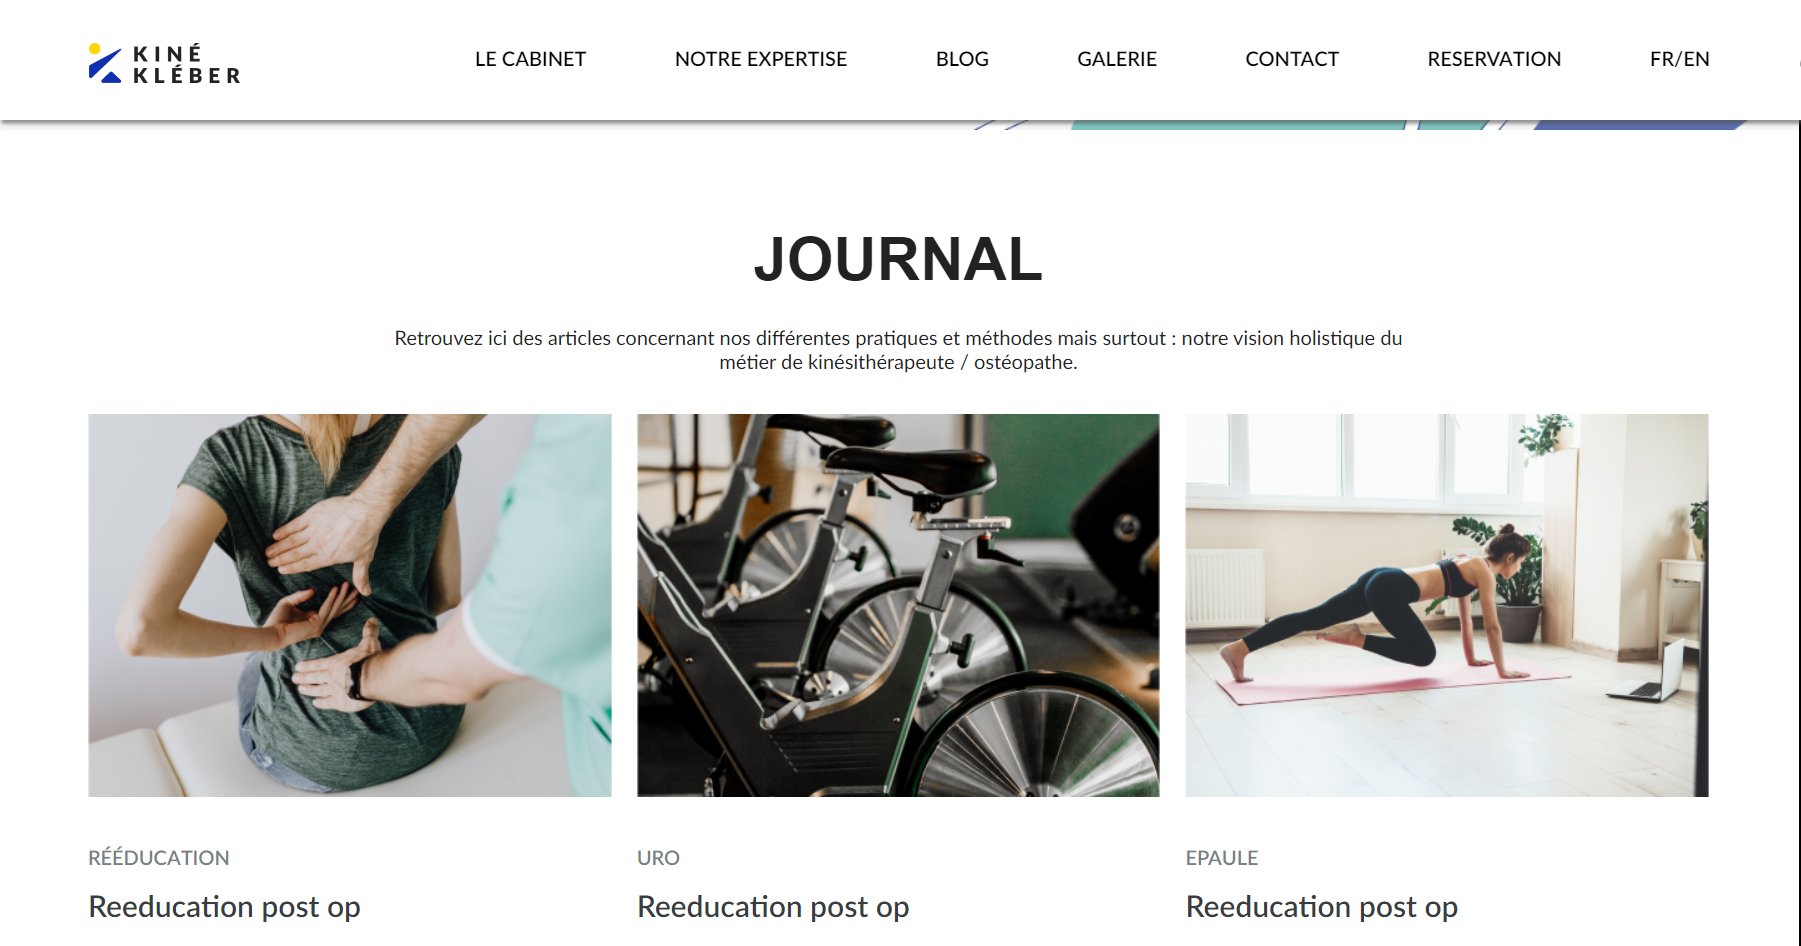 KINÉ
KLÉBER
LE CABINET NOTRE EXPERTISE BLOG GALERIE CONTACT RESERVATION FR/EN
JOURNAL
Retrouvez ici des articles concernant nos différentes pratiques et méthodes mais surtout : notre vision holistique du
métier de kinésithérapeute / ostéopathe.
RÉÉDUCATION URO EPAULE
Reeducation post op Reeducation post op Reeducation post op